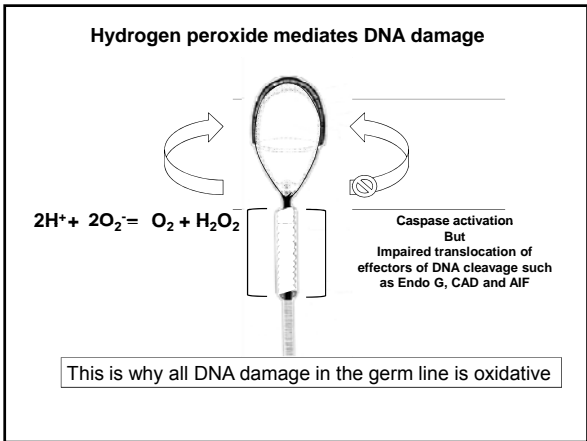 Hydrogen peroxide mediates DNA damage
2H⁺+ 2O₂⁻= O₂ + H₂O₂
Caspase activation
But
Impaired translocation of
effectors of DNA cleavage such
as Endo G, CAD and AIF
This is why all DNA damage in the germ line is oxidative